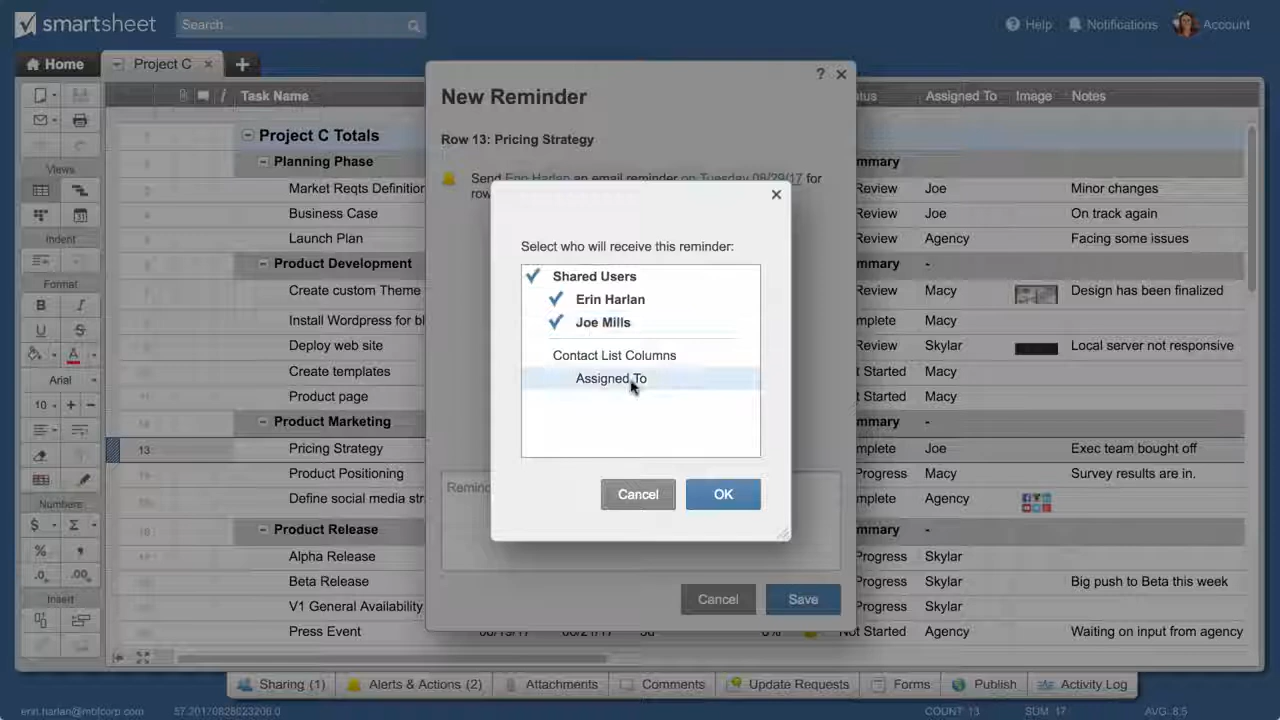 smartsheet
Search...
Help
Notifications
Account
Home
Project C
New Reminder
Row 13: Pricing Strategy
Send Erin Harlan an email reminder on Tuesday 08/29/17 for
row
Select who will receive this reminder:
Shared Users
Erin Harlan
Joe Mills
Contact List Columns
Assigned To
Cancel OK
Cancel Save
Views
Indent
Format
B I
U S
Arial
10
Numbers
$ Σ
%
.0 .00
Insert
Task Name
Assigned To Image Notes
Project C Totals
Planning Phase
Market Reqts Definition Review Joe Minor changes
Business Case Review Joe On track again
Launch Plan Review Agency Facing some issues
Product Development -
Create custom Theme Review Macy Design has been finalized
Install Wordpress for bl Macy
Deploy web site Skylar Local server not responsive
Create templates Started Macy
Product page Started Macy
Product Marketing -
13 Pricing Strategy Joe Exec team bought off
Product Positioning Progress Macy Survey results are in.
Define social media str Agency
Product Release -
Alpha Release Progress Skylar
Beta Release Progress Skylar Big push to Beta this week
V1 General Availability Progress Skylar
Press Event 0% Not Started Agency Waiting on input from agency
Sharing (1)
Alerts & Actions (2)
Attachments
Comments
Update Requests
Forms
Publish
Activity Log
COUNT: 13
SUM: 17
AVG: 8.5